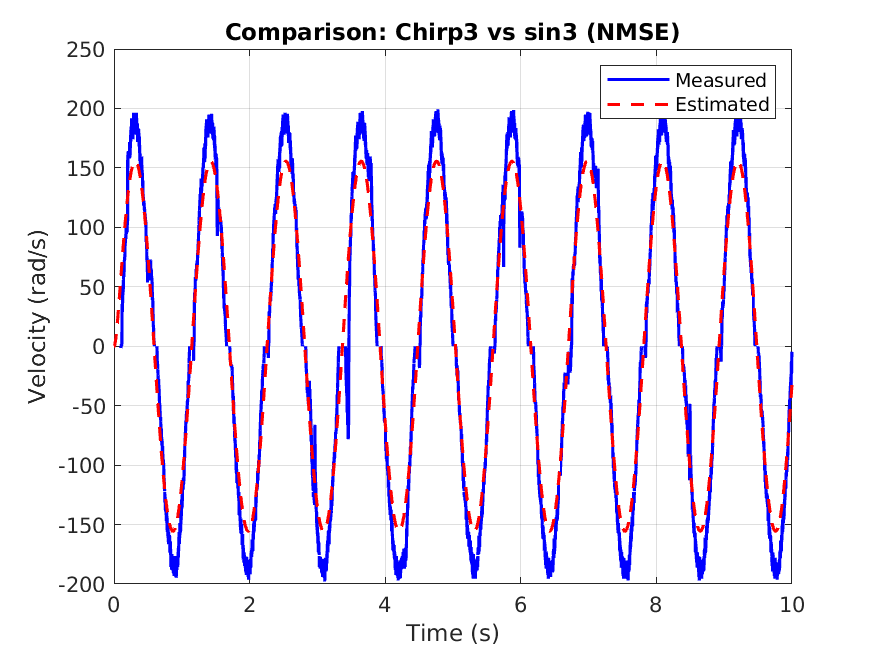 Comparison: Chirp3 vs sin3 (NMSE)
250
200
150
100
50
0
-50
-100
-150
-200
Velocity (rad/s)
Measured
Estimated
0 2 4 6 8 10
Time (s)